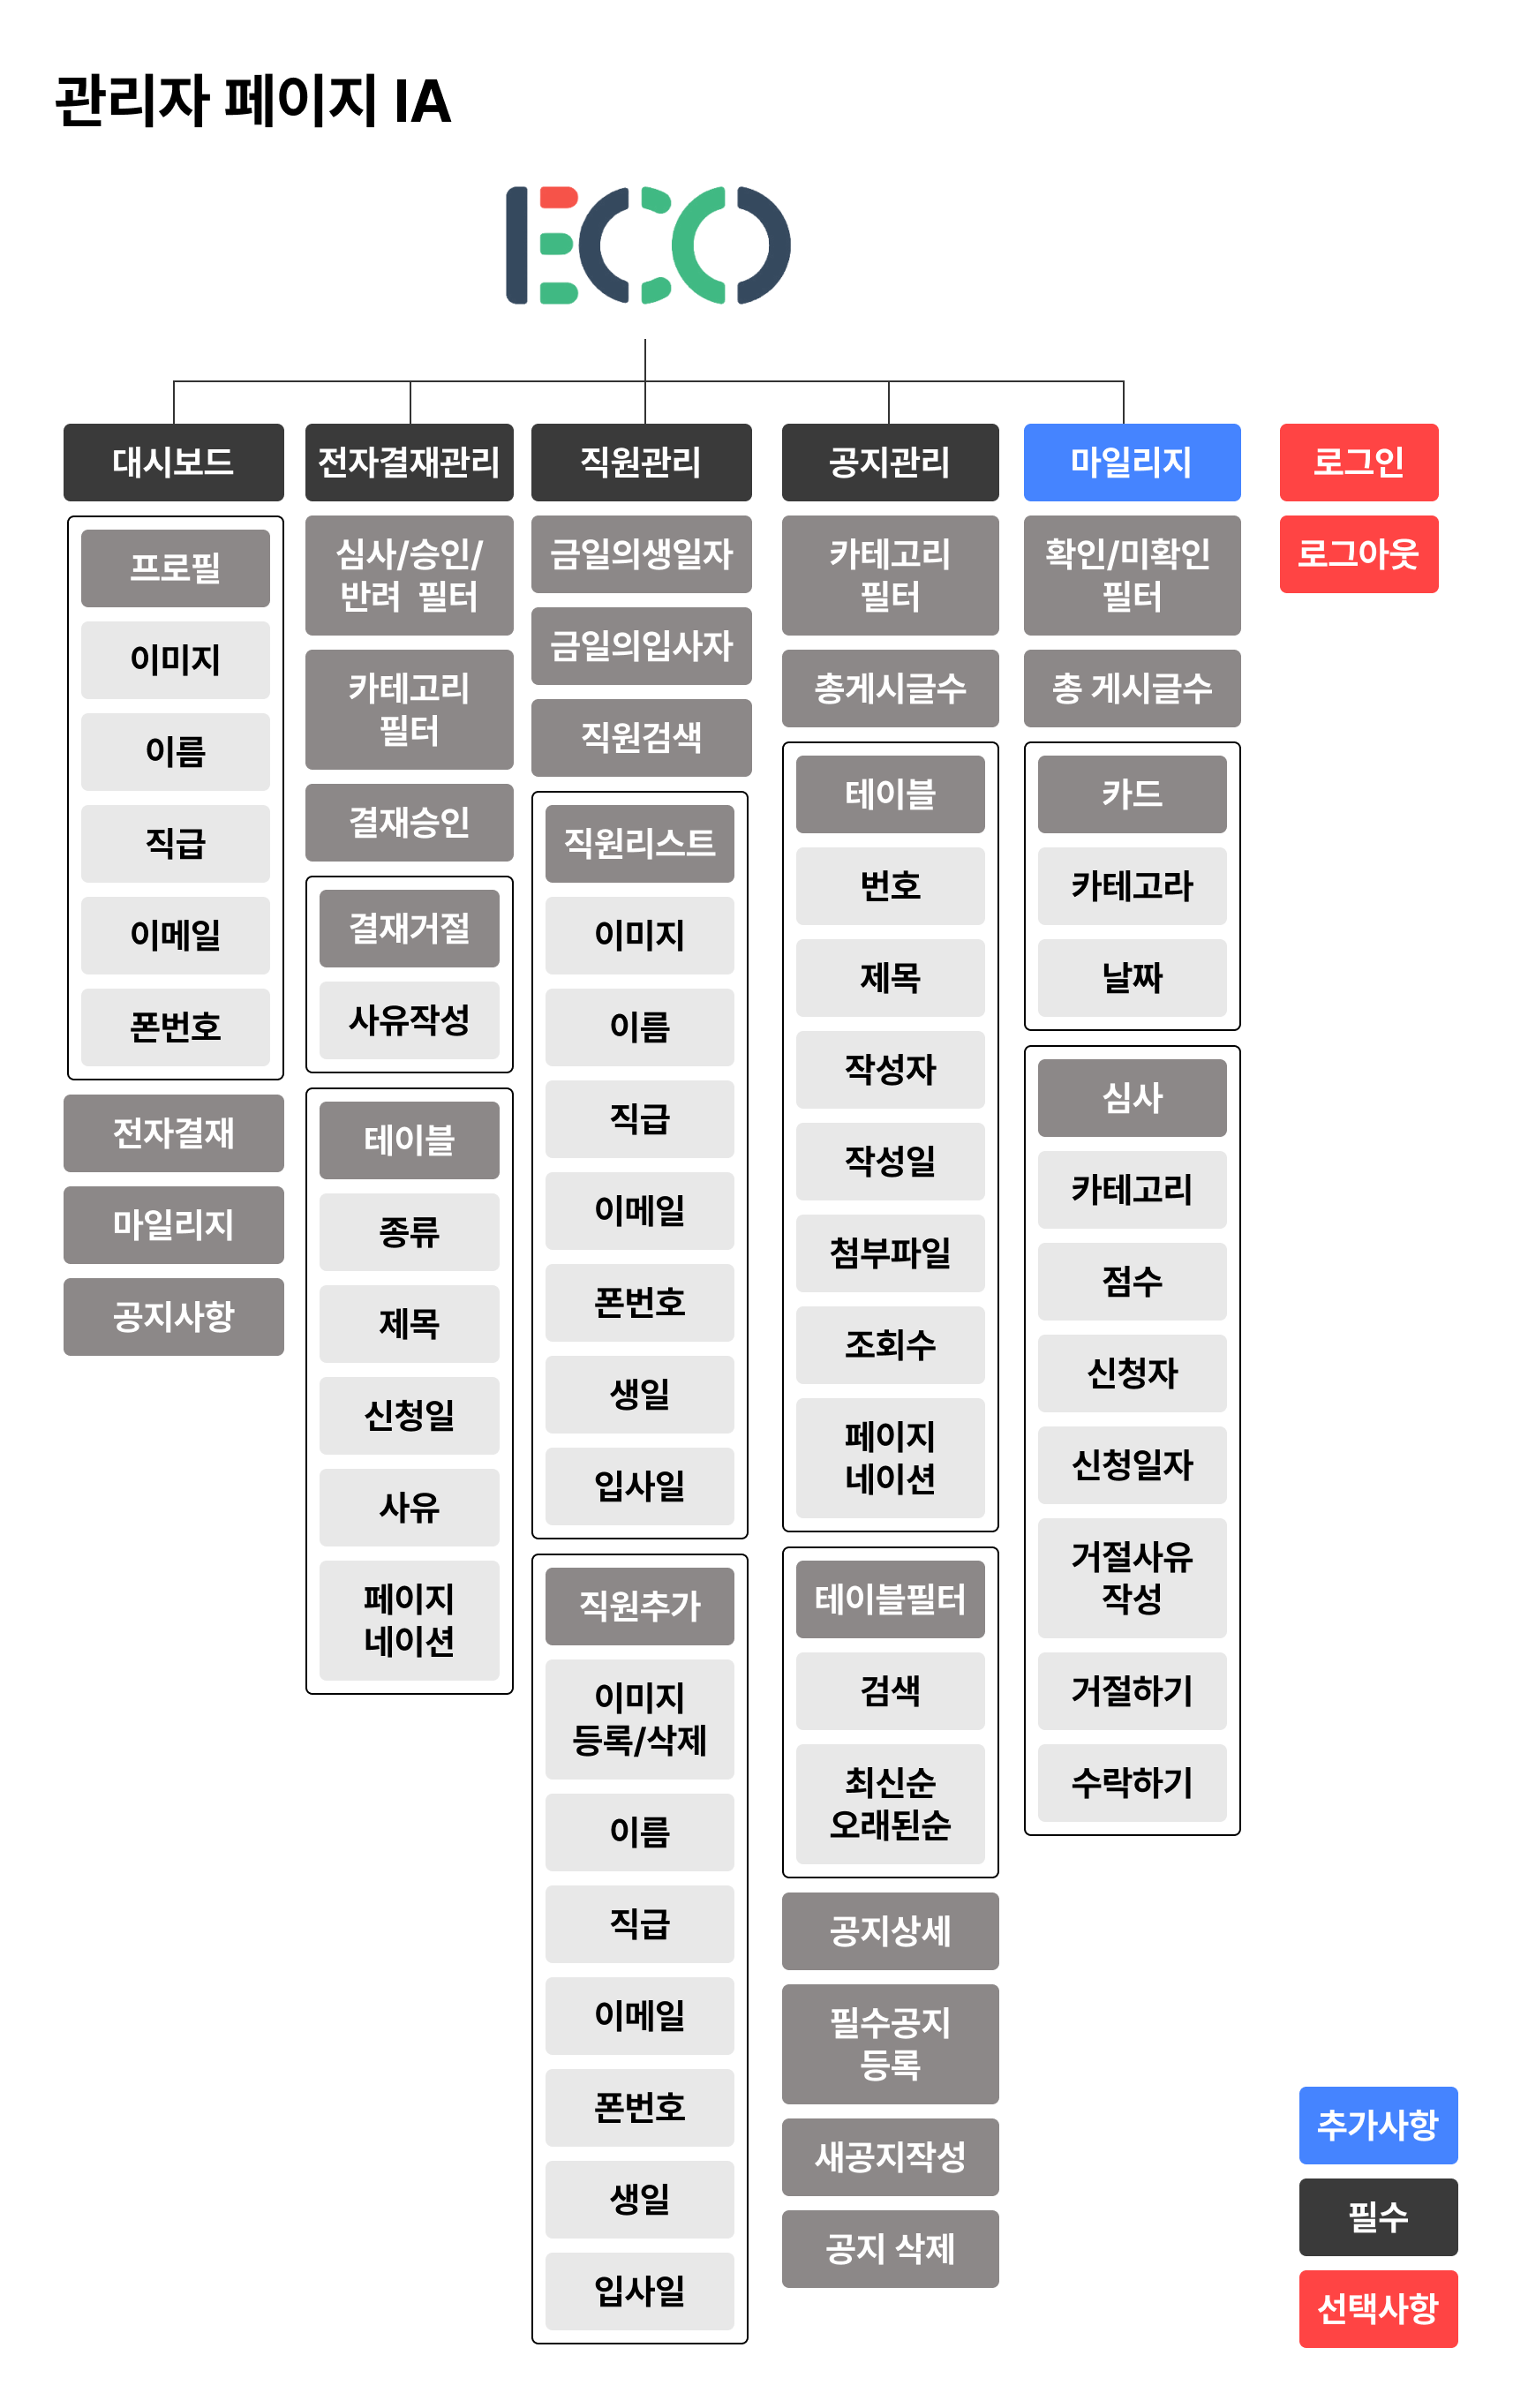 관리자 페이지 IA
ECO
대시보드
프로필
이미지
이름
직급
이메일
폰번호
전자결재
마일리지
공지사항
전자결재관리
심사/승인/
반려 필터
카테고리
필터
결재승인
결재거절
사유작성
테이블
종류
제목
신청일
사유
페이지
네이션
직원관리
금일의생일자
금일의입사자
직원검색
직원리스트
이미지
이름
직급
이메일
폰번호
생일
입사일
직원추가
이미지
등록/삭제
이름
직급
이메일
폰번호
생일
입사일
공지관리
카테고리
필터
총게시글수
테이블
번호
제목
작성자
작성일
첨부파일
조회수
페이지
네이션
테이블필터
검색
최신순
오래된순
공지상세
필수공지
등록
새공지작성
공지 삭제
마일리지
확인/미확인
필터
총 게시글수
카드
카테고라
날짜
심사
카테고리
점수
신청자
신청일자
거절사유
작성
거절하기
수락하기
로그인
로그아웃
추가사항
필수
선택사항